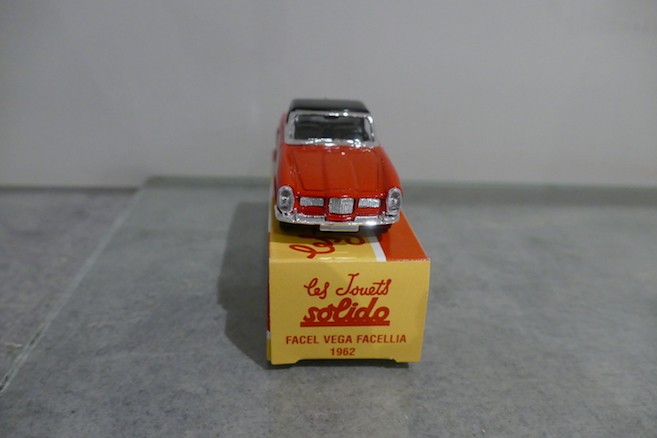 Les Jouets
solido
FACEL VEGA FACELLIA
1962